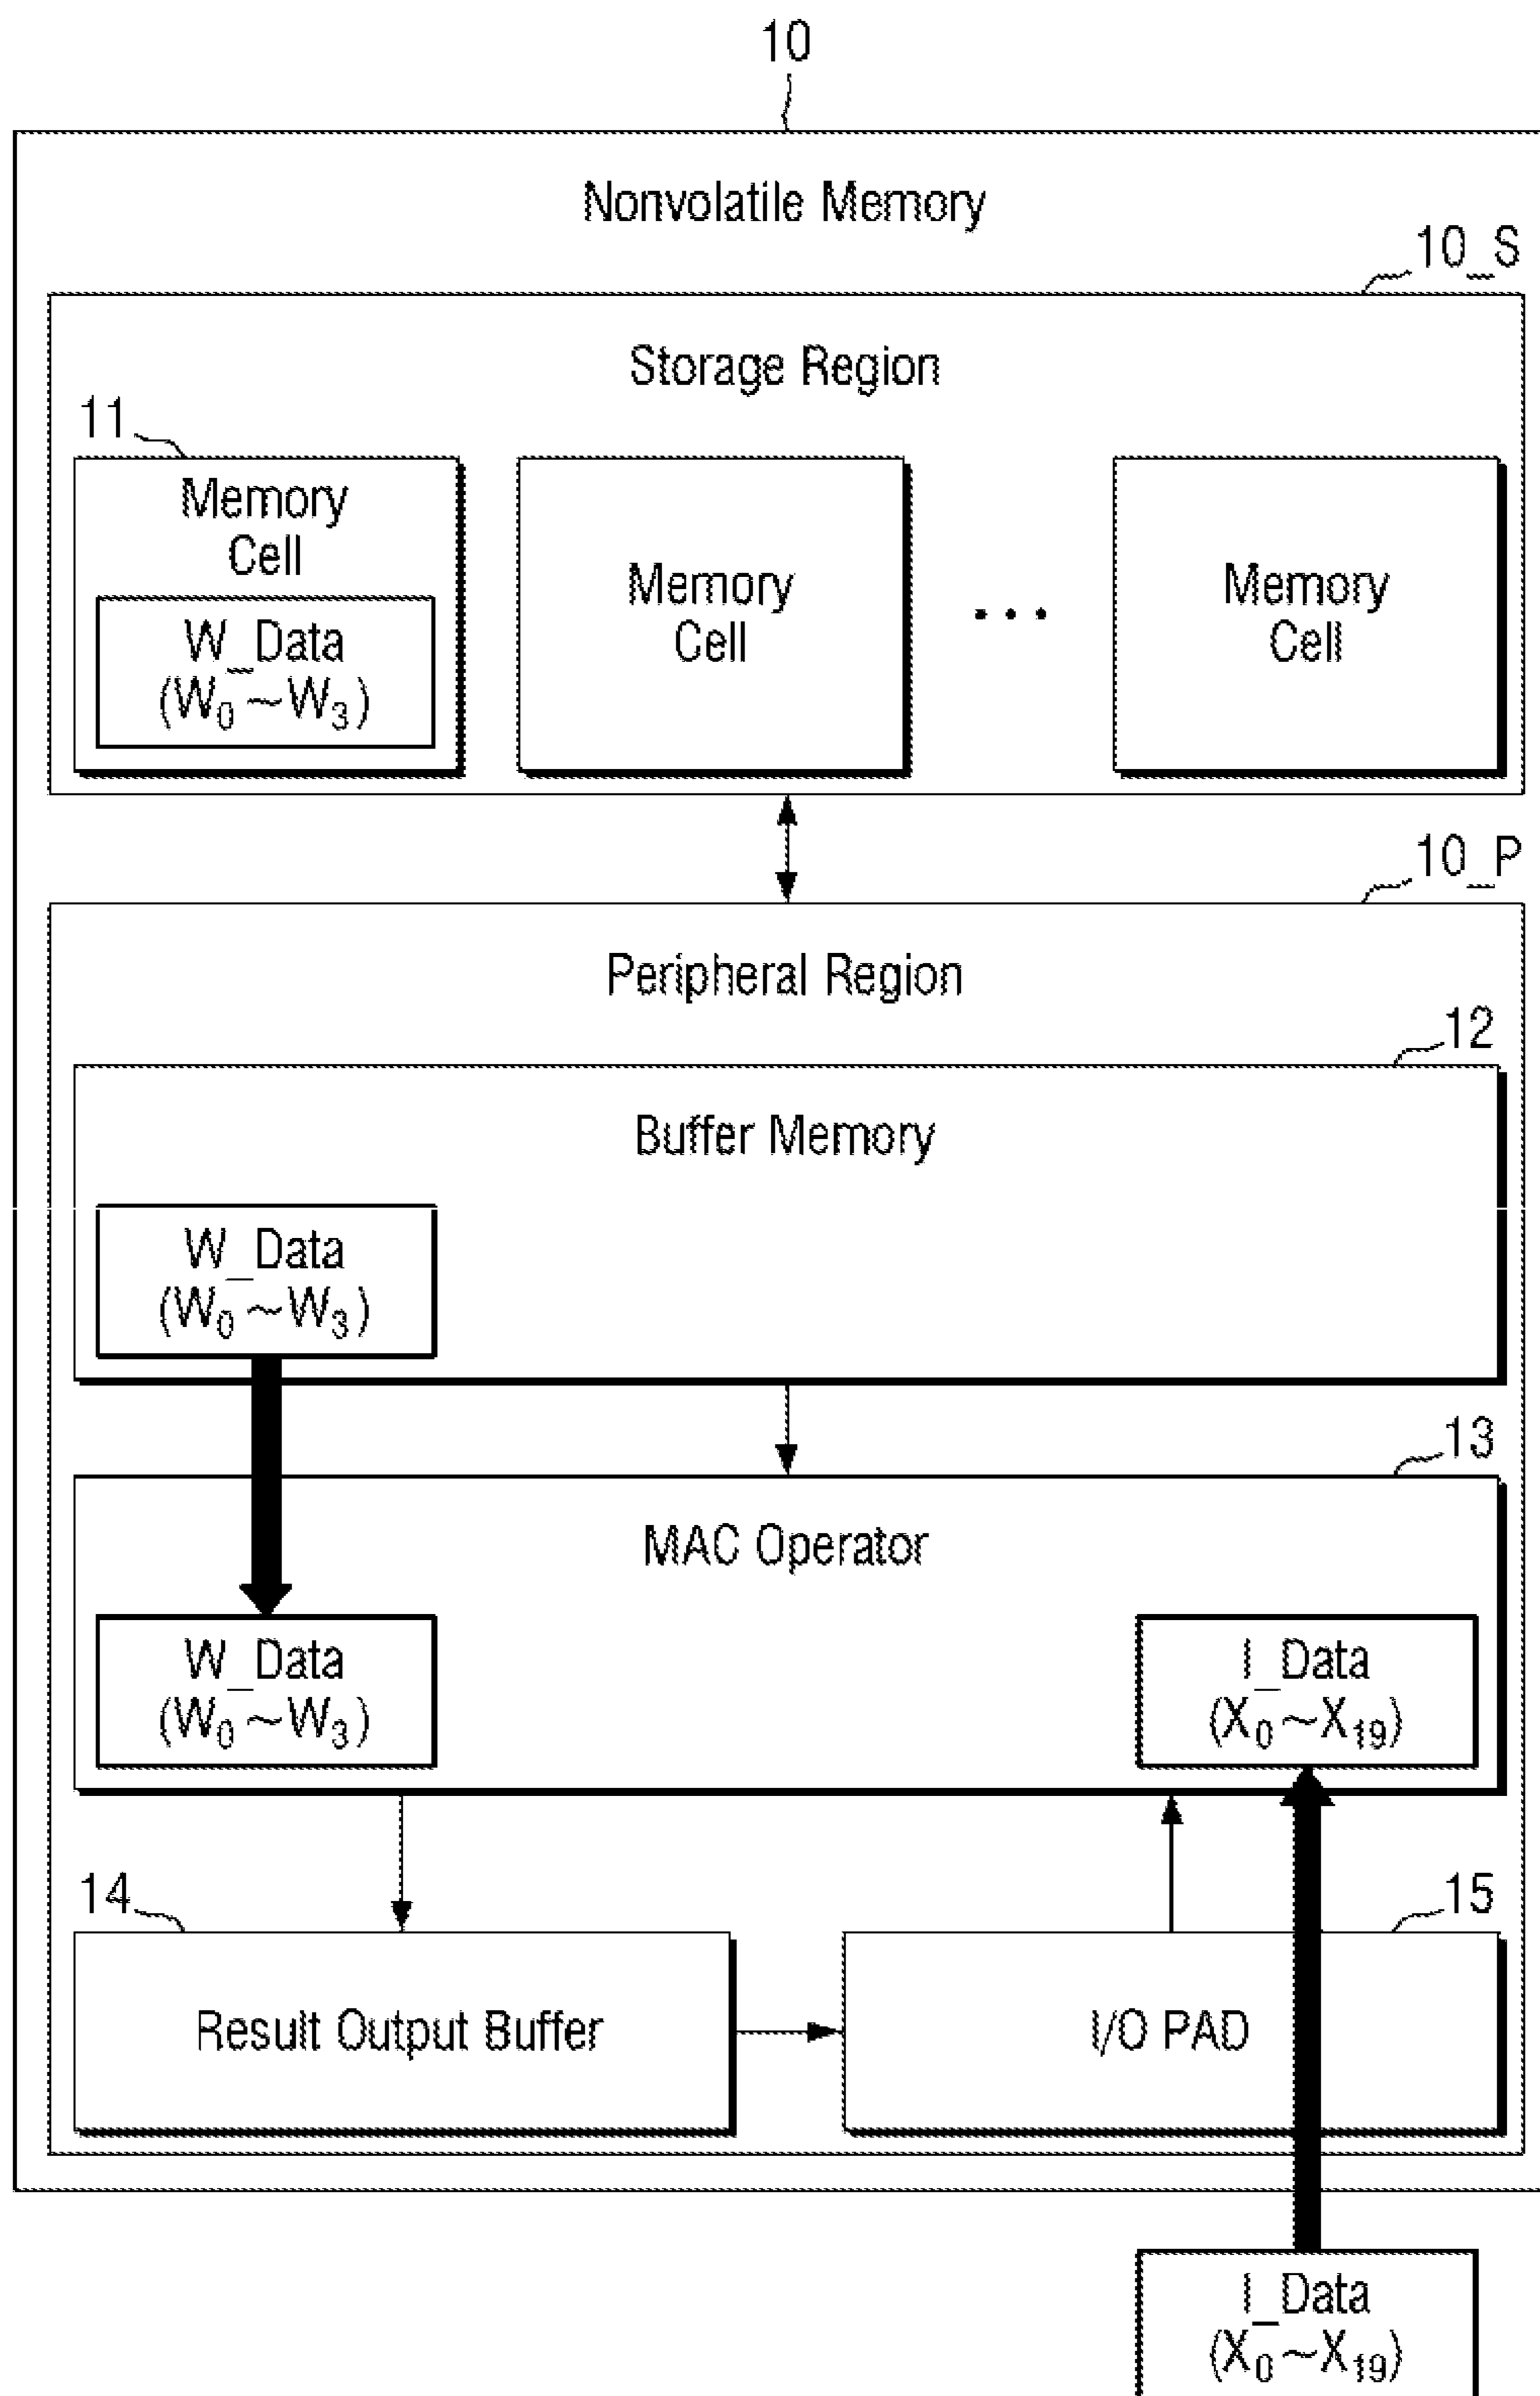 10
Nonvolatile Memory
10_S
Storage Region
11
Memory
Cell
W_Data
(W₀~W₃)
Memory
Cell
...
Memory
Cell
10_P
Peripheral Region
12
Buffer Memory
W_Data
(W₀~W₃)
13
MAC Operator
W_Data
(W₀~W₃)
I_Data
(X₀~X₁₉)
14
Result Output Buffer
15
I/O PAD
I_Data
(X₀~X₁₉)